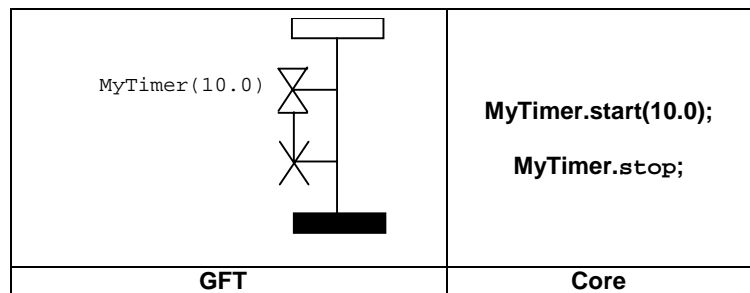 MyTimer(10.0)
MyTimer.start(10.0);
MyTimer.stop;
GFT
Core